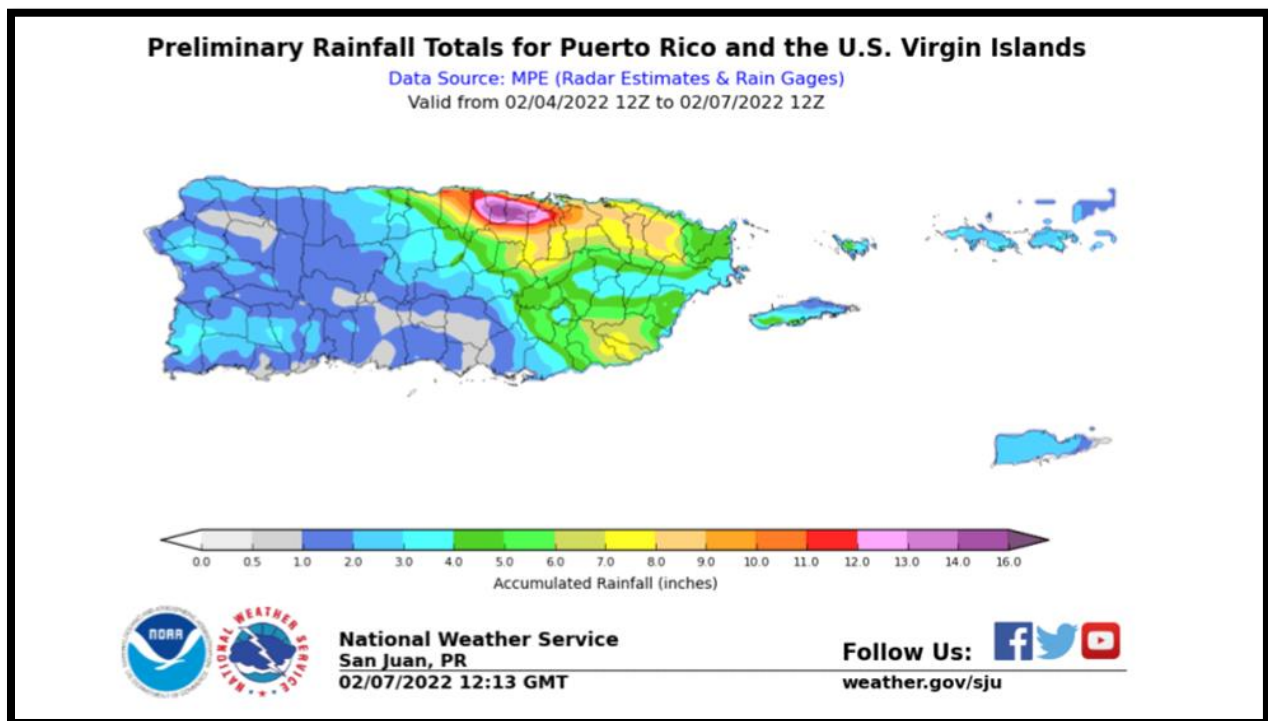 Preliminary Rainfall Totals for Puerto Rico and the U.S. Virgin Islands
Data Source: MPE (Radar Estimates & Rain Gages)
Valid from 02/04/2022 12Z to 02/07/2022 12Z
0.0 0.5 1.0 2.0 3.0 4.0 5.0 6.0 7.0 8.0 9.0 10.0 11.0 12.0 13.0 14.0 16.0
Accumulated Rainfall (inches)
NOAA
NATIONAL WEATHER SERVICE
National Weather Service
San Juan, PR
02/07/2022 12:13 GMT
Follow Us:
weather.gov/sju